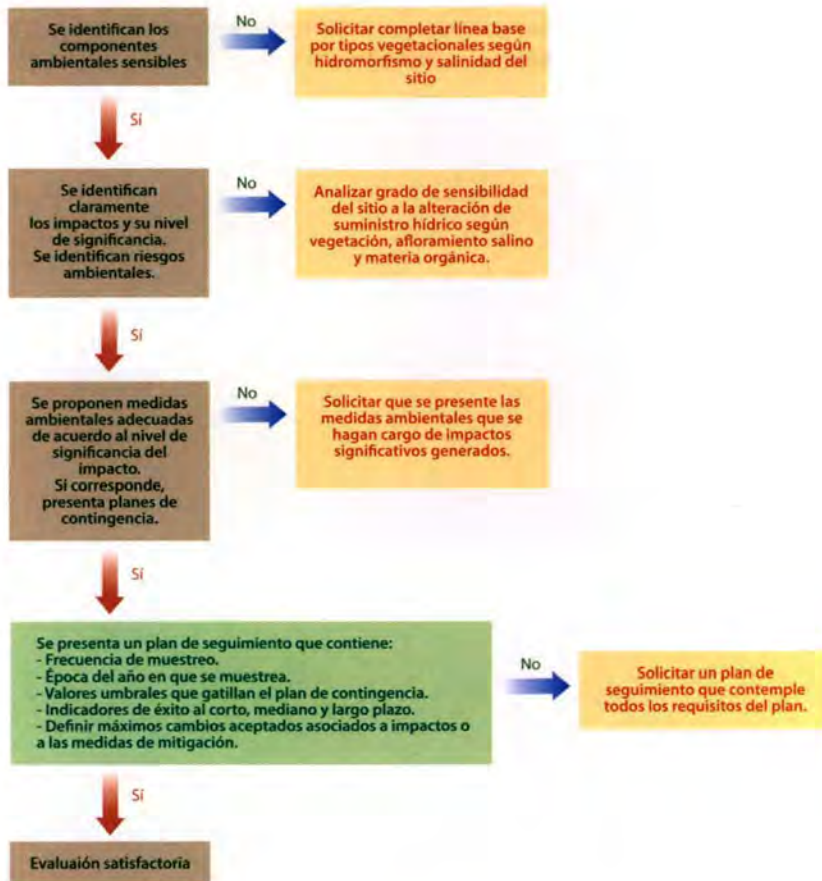 Se identifican los
componentes
ambientales sensibles
No
Solicitar completar línea base
por tipos vegetacionales según
hidromorfismo y salinidad del
sitio
Sí
Se identifican
claramente
los impactos y su nivel
de significancia.
Se identifican riesgos
ambientales.
No
Analizar grado de sensibilidad
del sitio a la alteración de
suministro hídrico según
vegetación, afloramiento salino
y materia orgánica.
Sí
Se proponen medidas
ambientales adecuadas
de acuerdo al nivel de
significancia del
impacto.
Si corresponde,
presenta planes de
contingencia.
No
Solicitar que se presente las
medidas ambientales que se
hagan cargo de impactos
significativos generados.
Sí
Se presenta un plan de seguimiento que contiene:
- Frecuencia de muestreo.
- Época del año en que se muestrea.
- Valores umbrales que gatillan el plan de contingencia.
- Indicadores de éxito al corto, mediano y largo plazo.
- Definir máximos cambios aceptados asociados a impactos o
a las medidas de mitigación.
No
Solicitar un plan de
seguimiento que contemple
todos los requisitos del plan.
Sí
Evaluaión satisfactoria